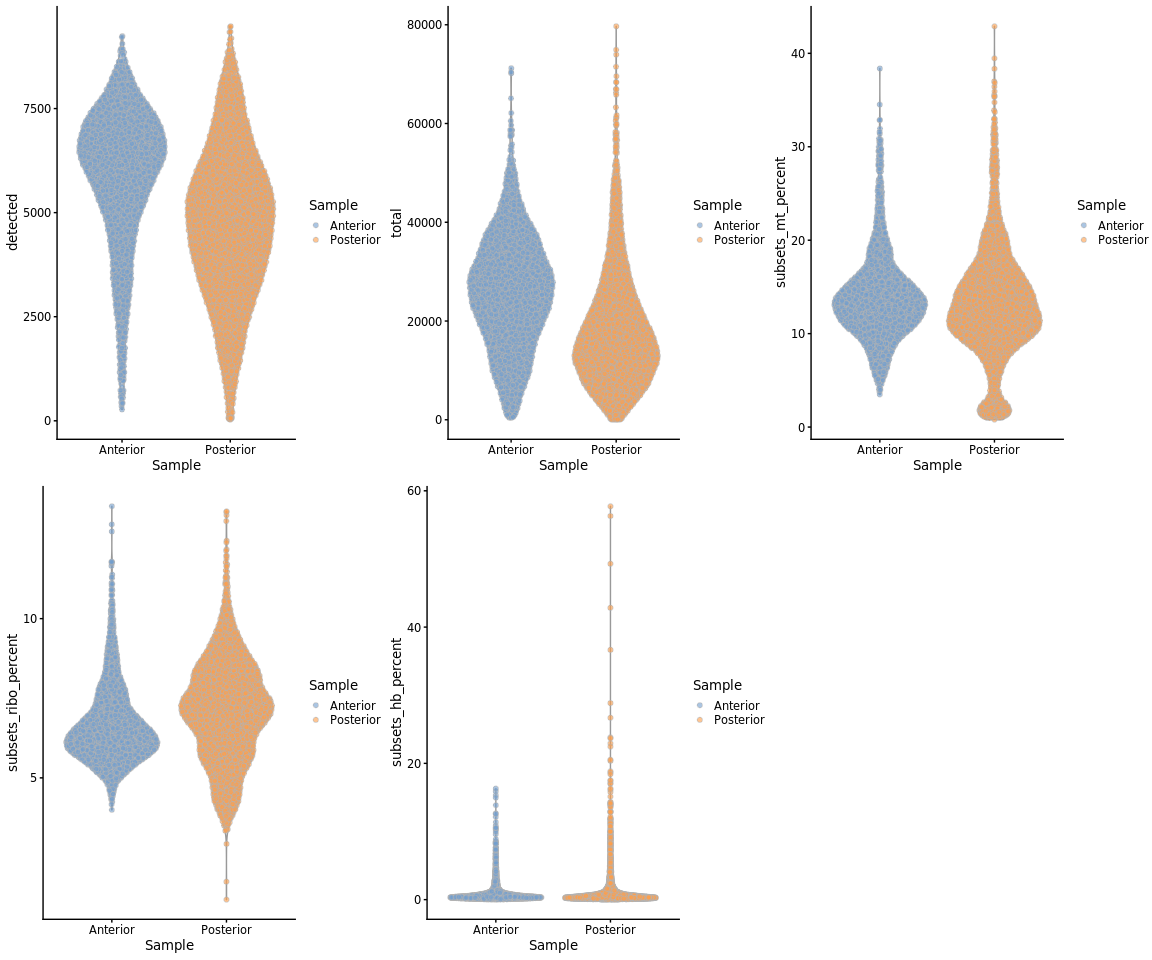 detected
7500
5000
2500
0
Anterior
Posterior
Sample
Sample
Anterior
Posterior
total
80000
60000
40000
20000
0
Anterior
Posterior
Sample
Sample
Anterior
Posterior
subsets_mt_percent
40
30
20
10
0
Anterior
Posterior
Sample
Sample
Anterior
Posterior
subsets_ribo_percent
10
5
Anterior
Posterior
Sample
Sample
Anterior
Posterior
subsets_hb_percent
60
40
20
0
Anterior
Posterior
Sample
Sample
Anterior
Posterior